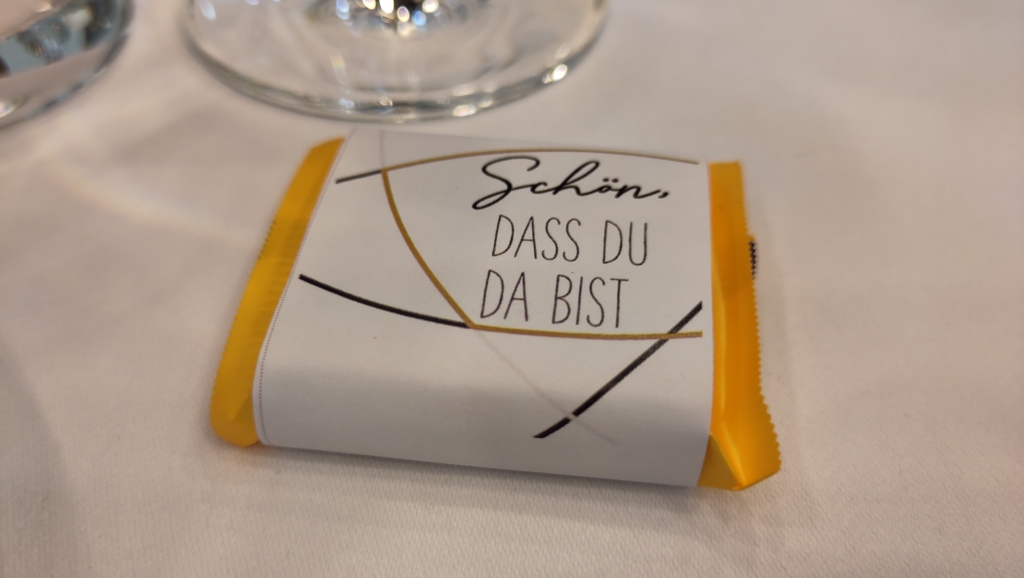 Schön,
DASS DU
DA BIST